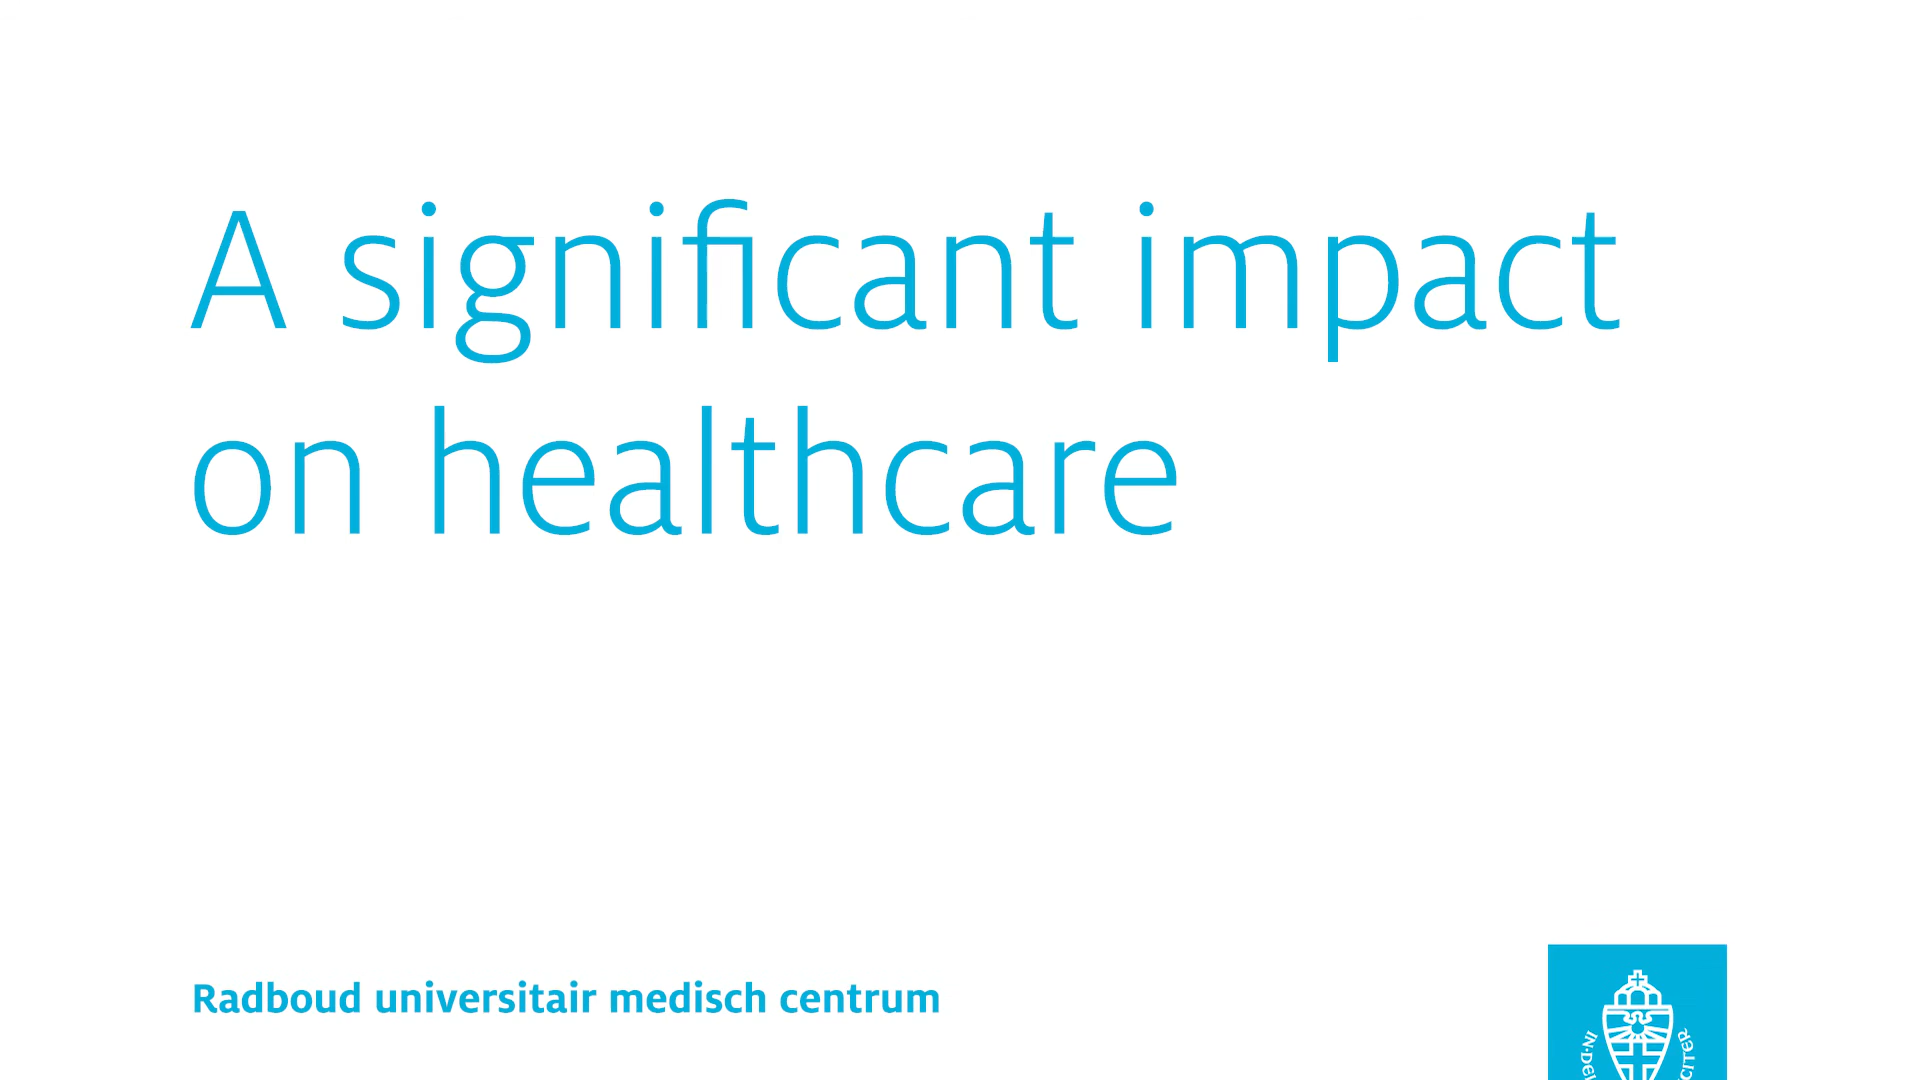 A significant impact
on healthcare
Radboud universitair medisch centrum